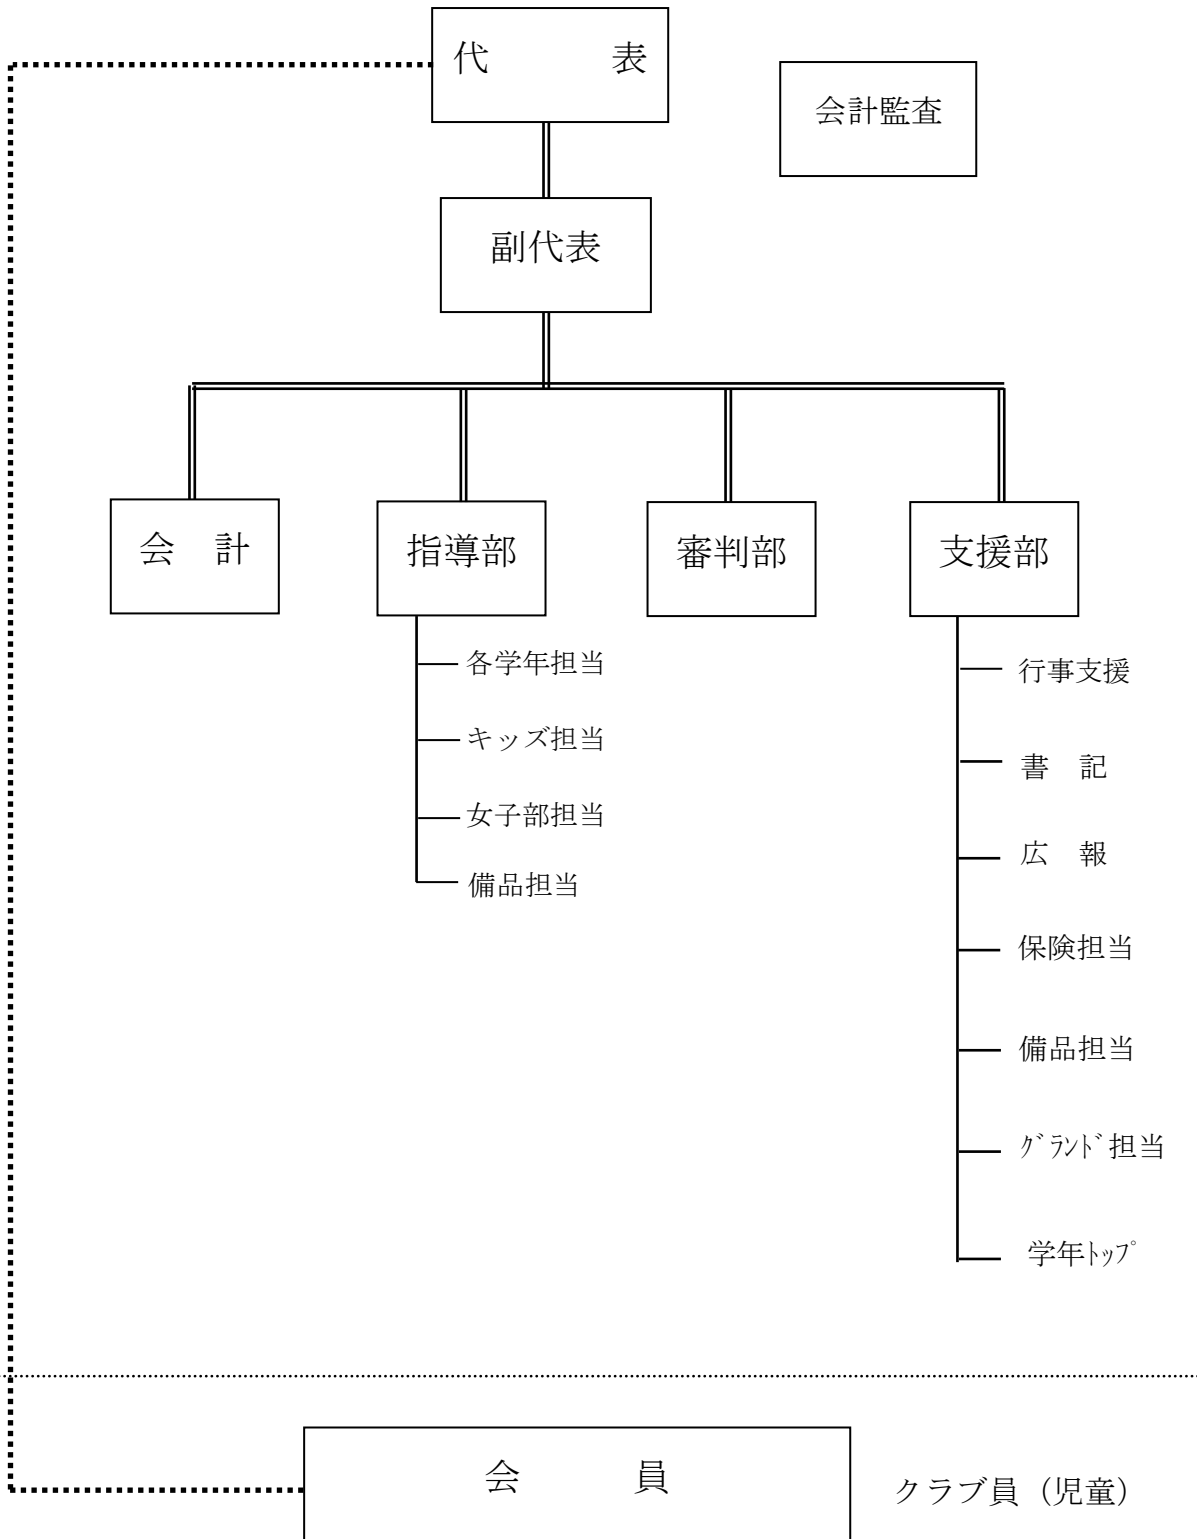 代　　　表
会計監査
副代表
会　計
指導部
審判部
支援部
各学年担当
キッズ担当
女子部担当
備品担当
行事支援
書　記
広　報
保険担当
備品担当
ｸﾞﾗﾝﾄﾞ担当
学年ﾄｯﾌﾟ
会　　　員
クラブ員（児童）